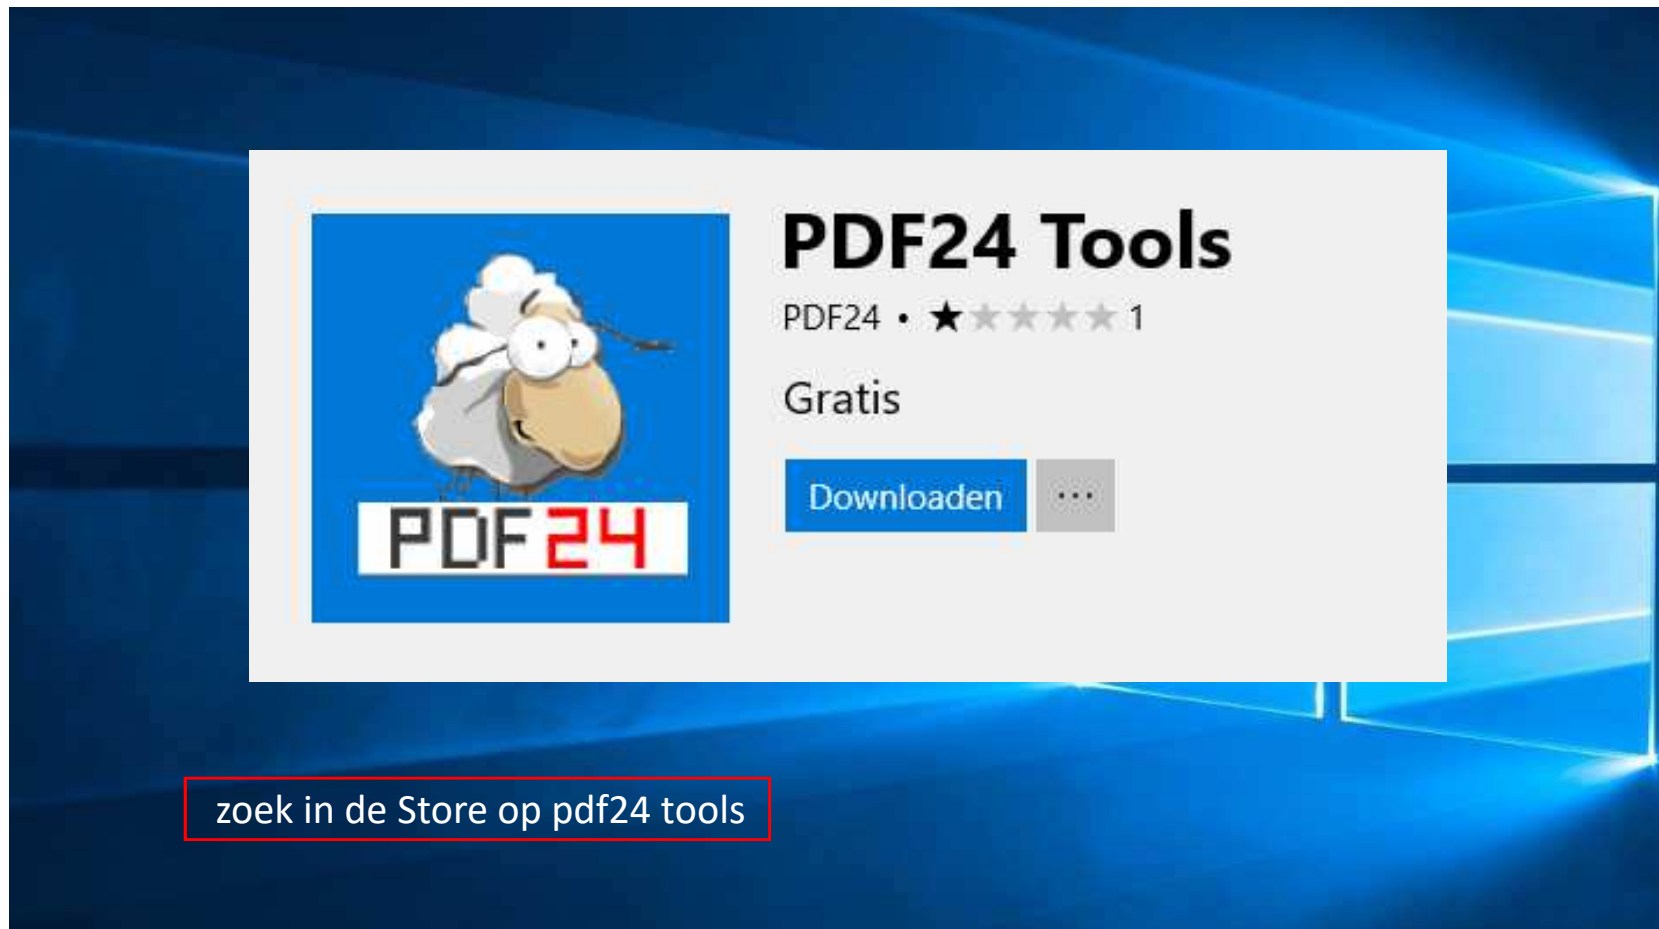 PDF24 Tools
PDF24 • ★★★★★ 1
Gratis
Downloaden ...
PDF24
zoek in de Store op pdf24 tools